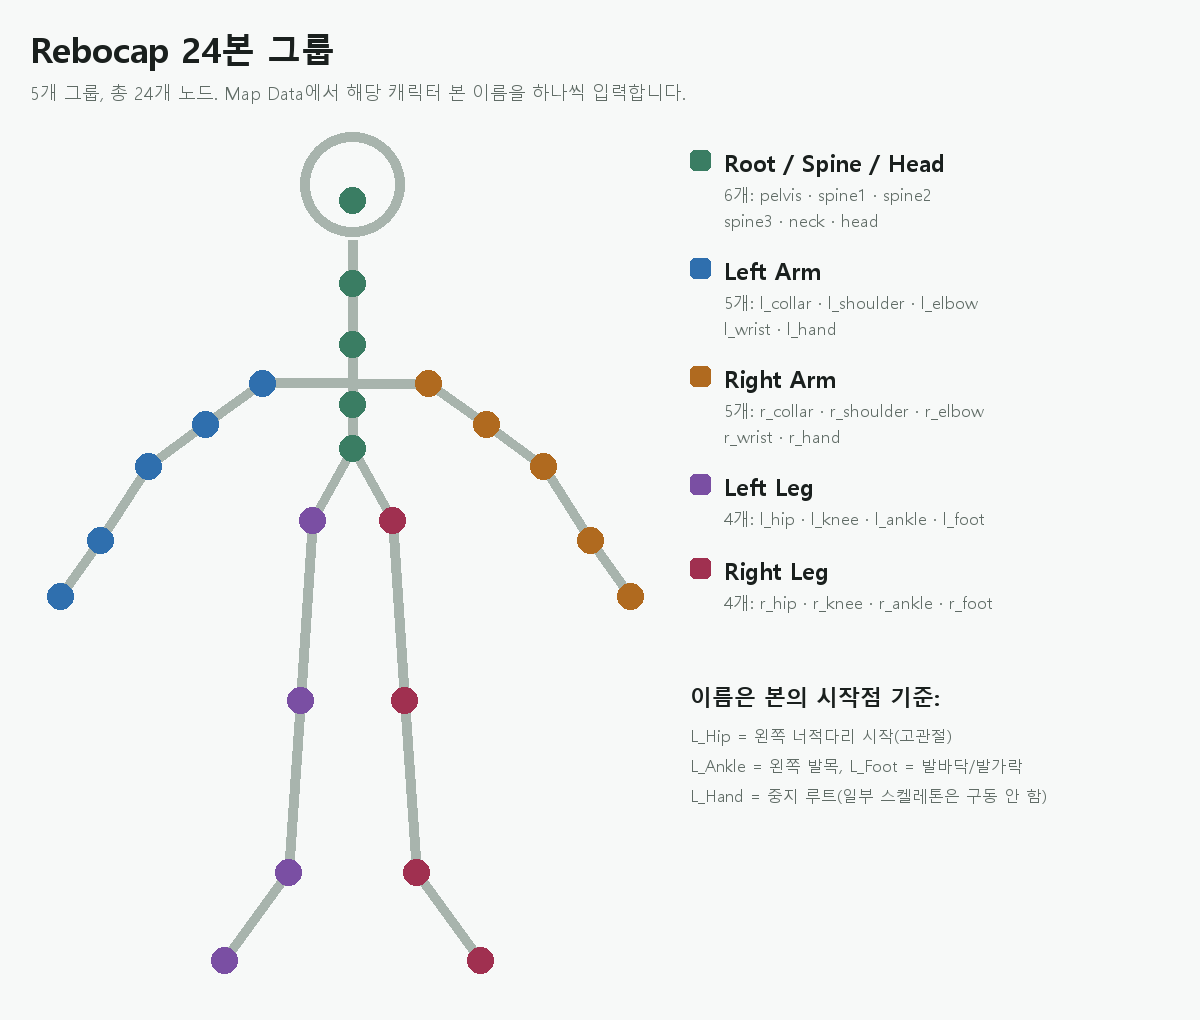 Rebocap 24본 그룹
5개 그룹, 총 24개 노드. Map Data에서 해당 캐릭터 본 이름을 하나씩 입력합니다.
Root / Spine / Head
6개: pelvis · spine1 · spine2
spine3 · neck · head
Left Arm
5개: l_collar · l_shoulder · l_elbow
l_wrist · l_hand
Right Arm
5개: r_collar · r_shoulder · r_elbow
r_wrist · r_hand
Left Leg
4개: l_hip · l_knee · l_ankle · l_foot
Right Leg
4개: r_hip · r_knee · r_ankle · r_foot
이름은 본의 시작점 기준:
L_Hip = 왼쪽 너적다리 시작(고관절)
L_Ankle = 왼쪽 발목, L_Foot = 발바닥/발가락
L_Hand = 중지 루트(일부 스켈레톤은 구동 안 함)